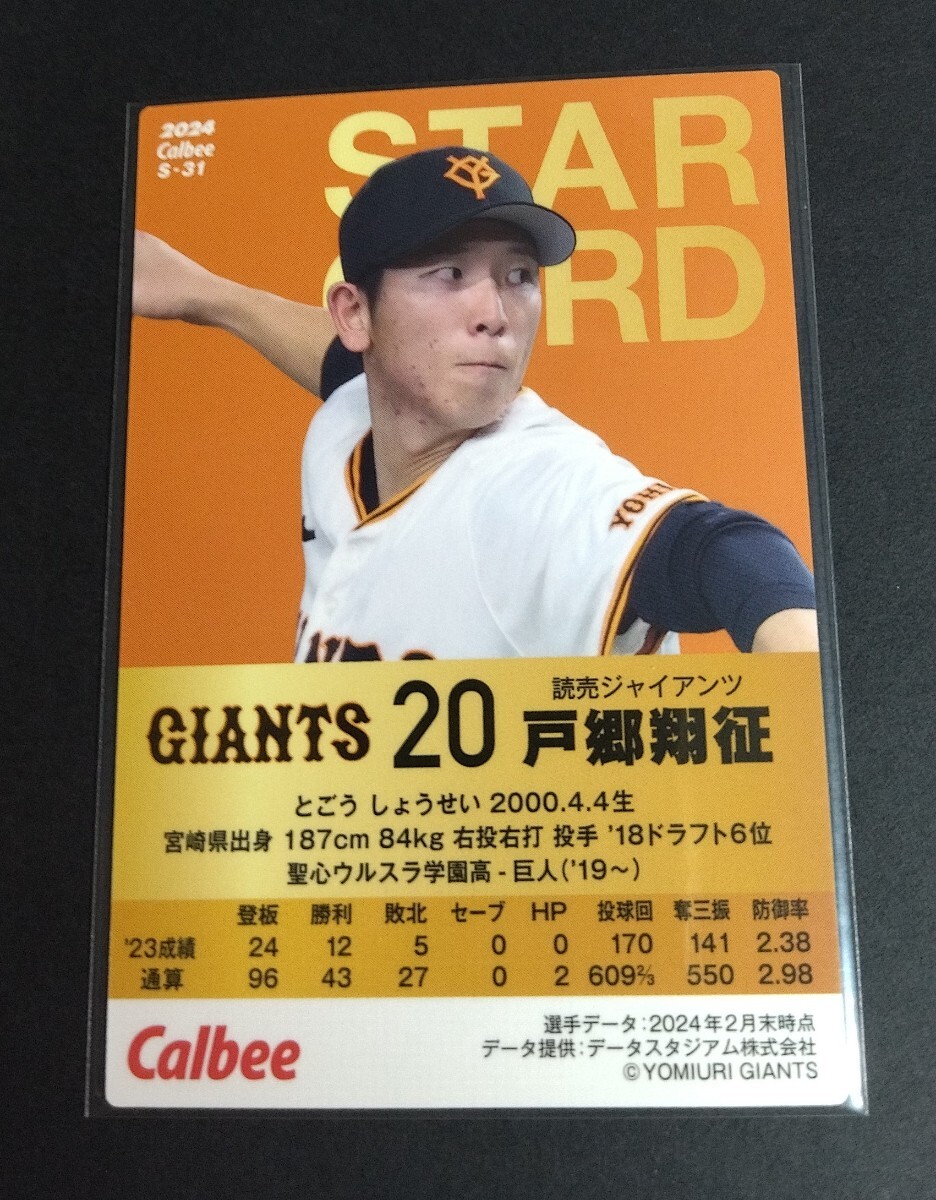 2024
Calbee
S-31
STAR
CARD
YOHI
GIANTS 20 読売ジャイアンツ
戸郷翔征
とごう しょうせい 2000.4.4生
宮崎県出身 187cm 84kg 右投右打 投手 '18ドラフト6位
聖心ウルスラ学園高 - 巨人('19〜)
登板 勝利 敗北 セーブ HP 投球回 奪三振 防御率
'23成績 24 12 5 0 0 170 141 2.38
通算 96 43 27 0 2 609⅔ 550 2.98
Calbee
選手データ:2024年2月末時点
データ提供:データスタジアム株式会社
©YOMIURI GIANTS